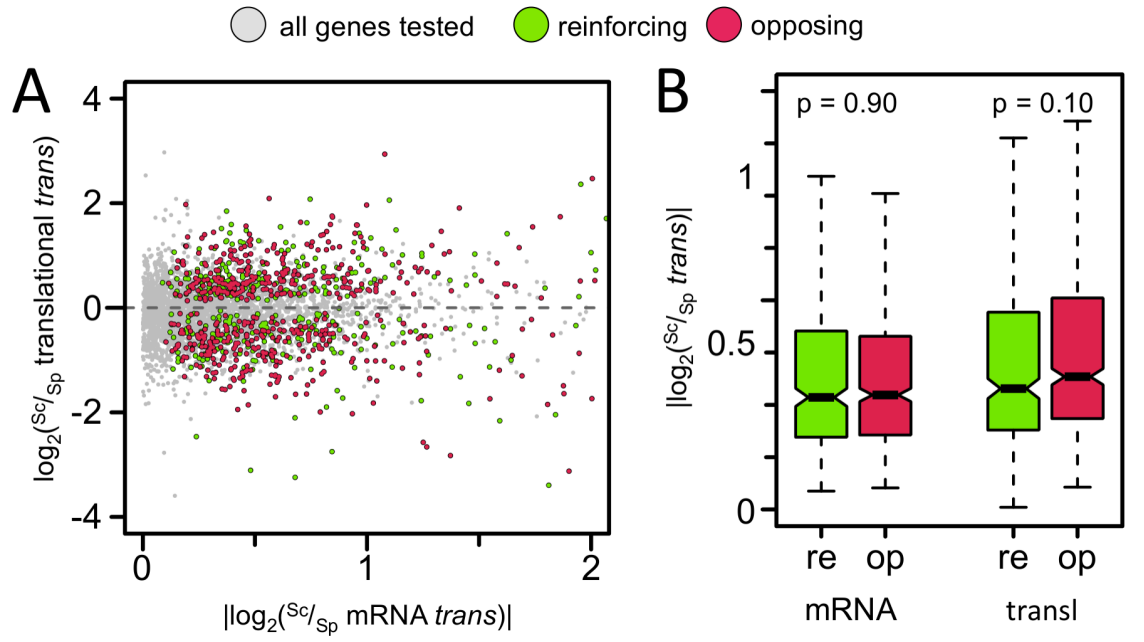 all genes tested reinforcing opposing
A
4
2
0
-2
-4
log2(Sc/Sp translational trans)
0 1 2
|log2(Sc/Sp mRNA trans)|
B
p = 0.90 p = 0.10
1
0.5
0
|log2(Sc/Sp trans)|
re op re op
mRNA transl